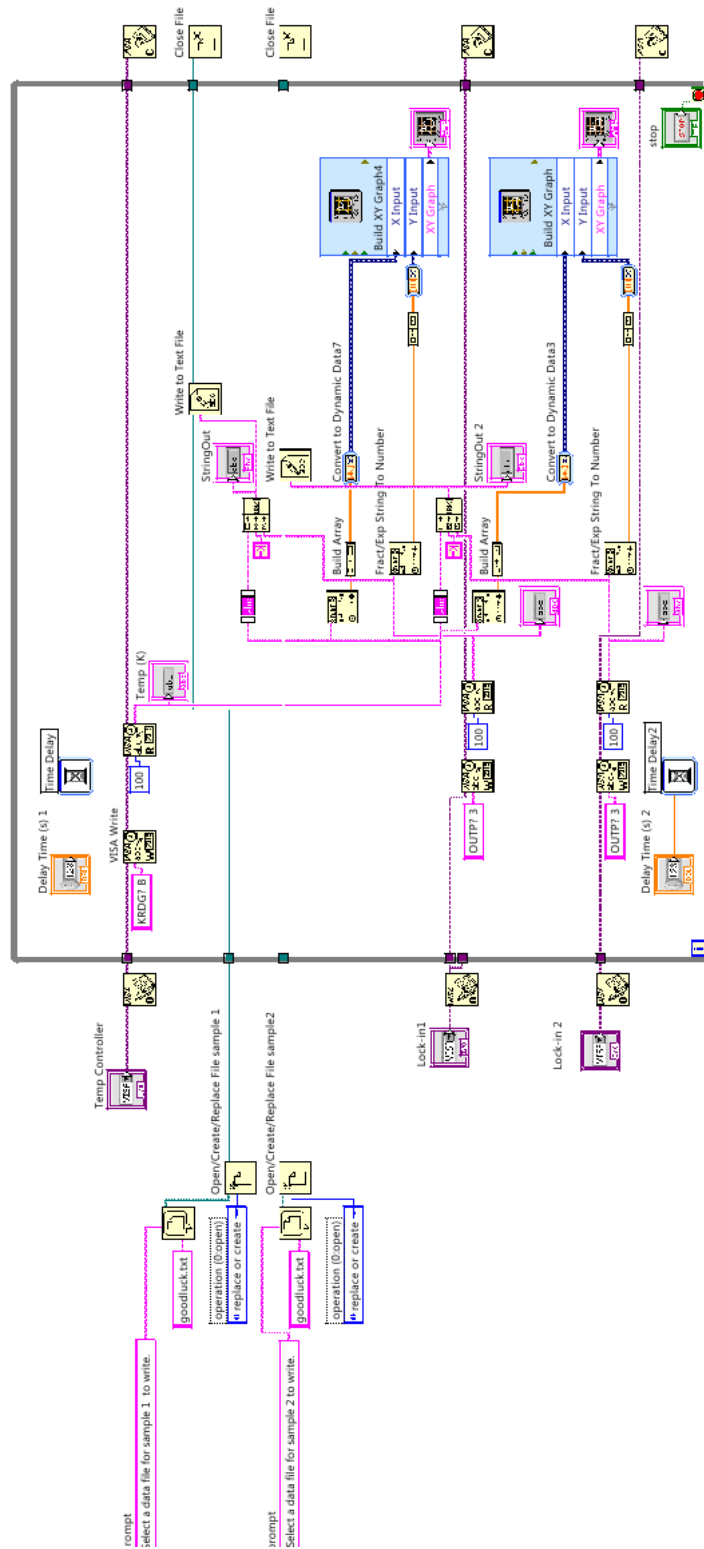 prompt
Select a data file for sample 1 to write.
goodluck.txt
Open/Create/Replace File sample 1
operation (0:open)
replace or create
prompt
Select a data file for sample 2 to write.
goodluck.txt
Open/Create/Replace File sample2
operation (0:open)
replace or create
Temp Controller
Lock-in1
Lock-in 2
Delay Time (s) 1
Time Delay
KRDG? B
VISA Write
100
Temp (K)
StringOut
Write to Text File
Close File
Write to Text File
Close File
Build Array
Convert to Dynamic Data7
Fract/Exp String To Number
Build XY Graph4
X Input
Y Input
XY Graph
OUTP? 3
100
StringOut 2
Build Array
Convert to Dynamic Data3
Fract/Exp String To Number
Build XY Graph
X Input
Y Input
XY Graph
OUTP? 3
100
Delay Time (s) 2
Time Delay2
stop
i